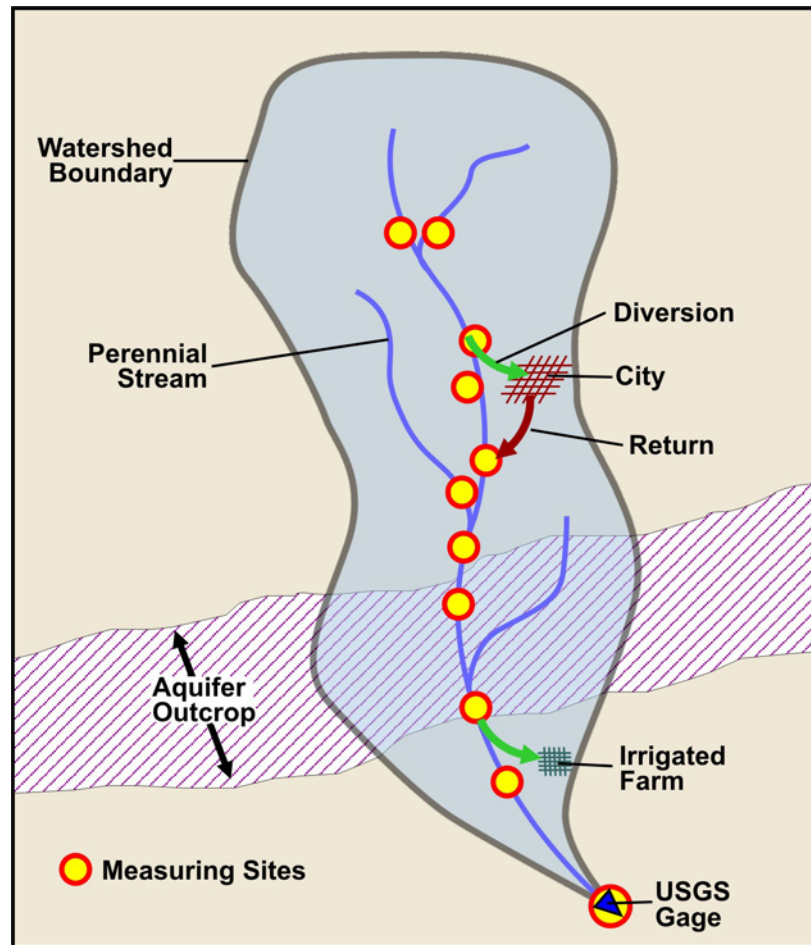 Watershed
Boundary
Diversion
Perennial
Stream
City
Return
Aquifer
Outcrop
Irrigated
Farm
Measuring Sites
USGS
Gage